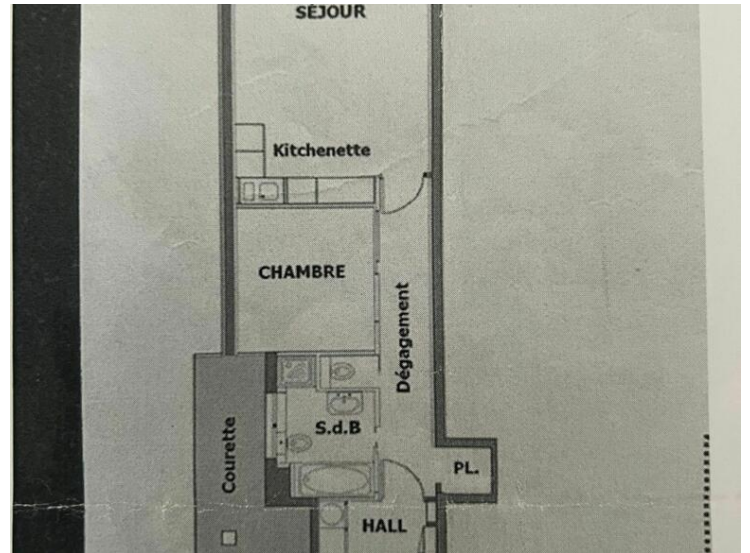 SÉJOUR
Kitchenette
CHAMBRE
Dégagement
S.d.B
Courette
PL.
HALL